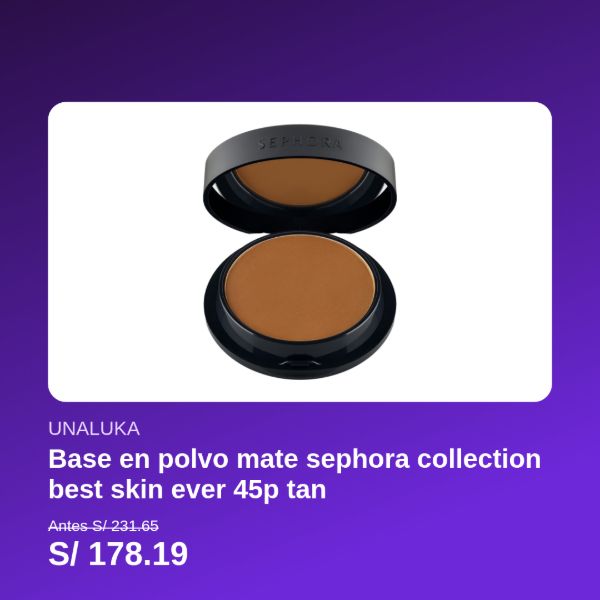 SEPHORA
UNALUKA
Base en polvo mate sephora collection
best skin ever 45p tan
Antes S/ 231.65
S/ 178.19